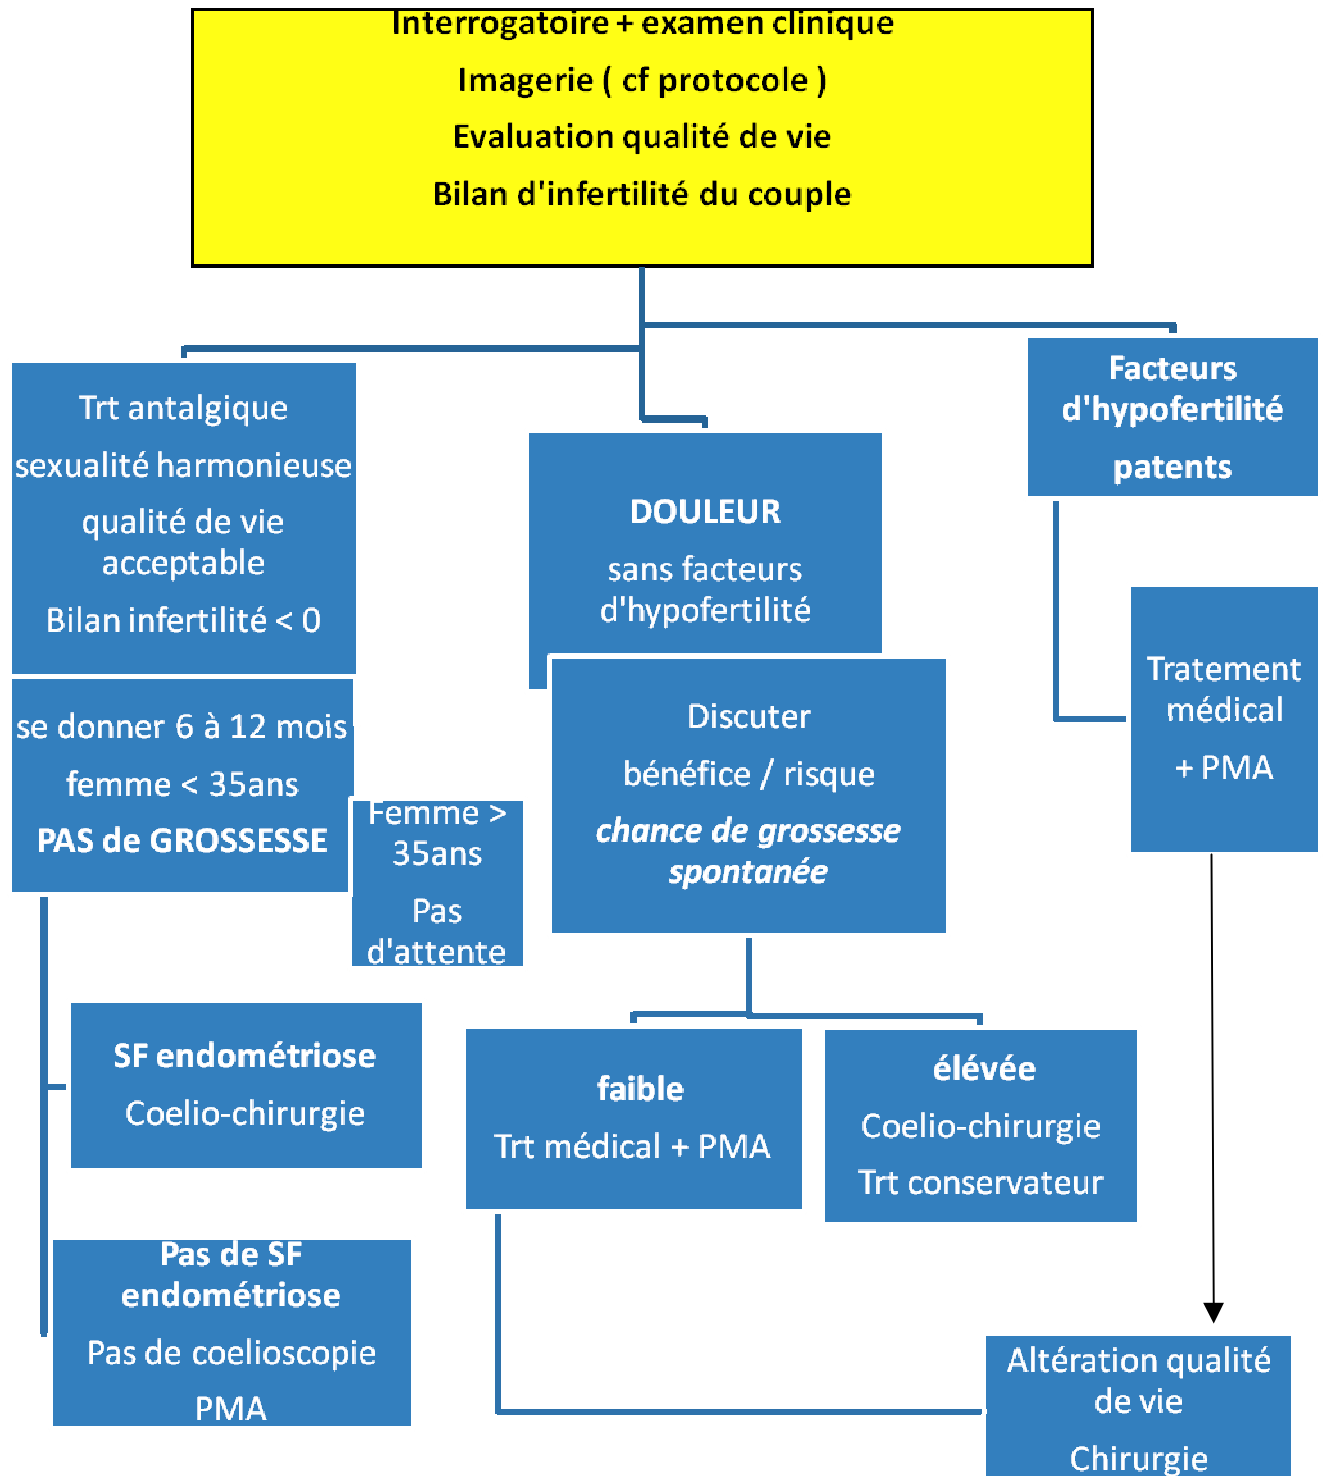 Interrogatoire + examen clinique
Imagerie ( cf protocole )
Evaluation qualité de vie
Bilan d'infertilité du couple
Trt antalgique
sexualité harmonieuse
qualité de vie
acceptable
Bilan infertilité < 0
se donner 6 à 12 mois
femme < 35ans
PAS de GROSSESSE
Femme >
35ans
Pas
d'attente
SF endométriose
Coelio-chirurgie
Pas de SF
endométriose
Pas de coelioscopie
PMA
DOULEUR
sans facteurs
d'hypofertilité
Discuter
bénéfice / risque
chance de grossesse
spontanée
faible
Trt médical + PMA
élévée
Coelio-chirurgie
Trt conservateur
Facteurs
d'hypofertilité
patents
Tratement
médical
+ PMA
Altération qualité
de vie
Chirurgie